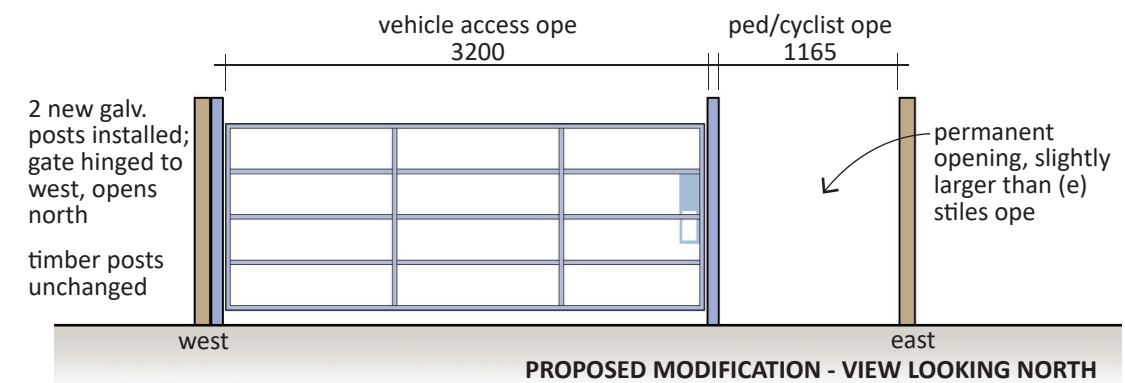 vehicle access ope
3200
ped/cyclist ope
1165
2 new galv.
posts installed;
gate hinged to
west, opens
north
timber posts
unchanged
permanent
opening, slightly
larger than (e)
stiles ope
west
east
PROPOSED MODIFICATION - VIEW LOOKING NORTH